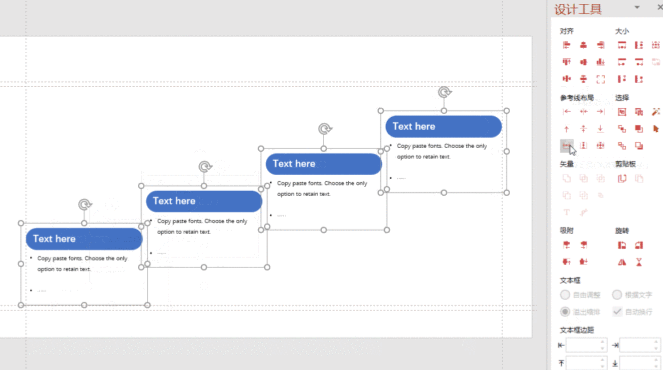 设计工具
对齐
大小
参考线布局
选择
矢量
剪贴板
吸附
旋转
文本框
自由调整
根据文字
溢出缩排
自动换行
文本框边距
Text here
• Copy paste fonts. Choose the only
option to retain text.
• ......
Text here
• Copy paste fonts. Choose the only
option to retain text.
• ......
Text here
Copy paste fonts. Choose the only
option to retain text.
......
Text here
• Copy paste fonts. Choose the only
option to retain text.
• ......